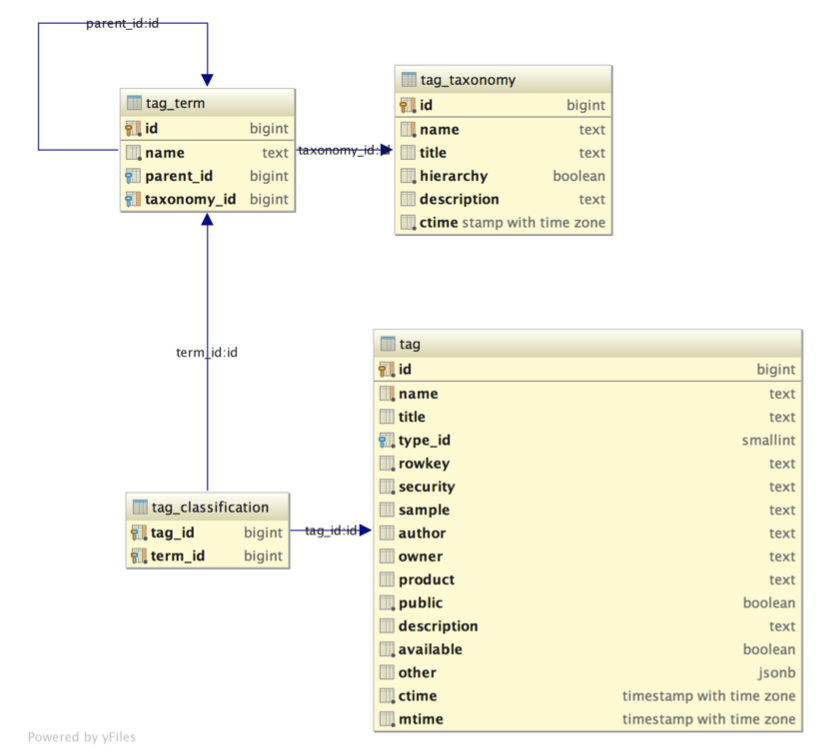 parent_id:id
tag_term
id bigint
name text
parent_id bigint
taxonomy_id bigint
taxonomy_id:id
tag_taxonomy
id bigint
name text
title text
hierarchy boolean
description text
ctime stamp with time zone
term_id:id
tag_classification
tag_id bigint
term_id bigint
tag_id:id
tag
id bigint
name text
title text
type_id smallint
rowkey text
security text
sample text
author text
owner text
product text
public boolean
description text
available boolean
other jsonb
ctime timestamp with time zone
mtime timestamp with time zone
Powered by yFiles